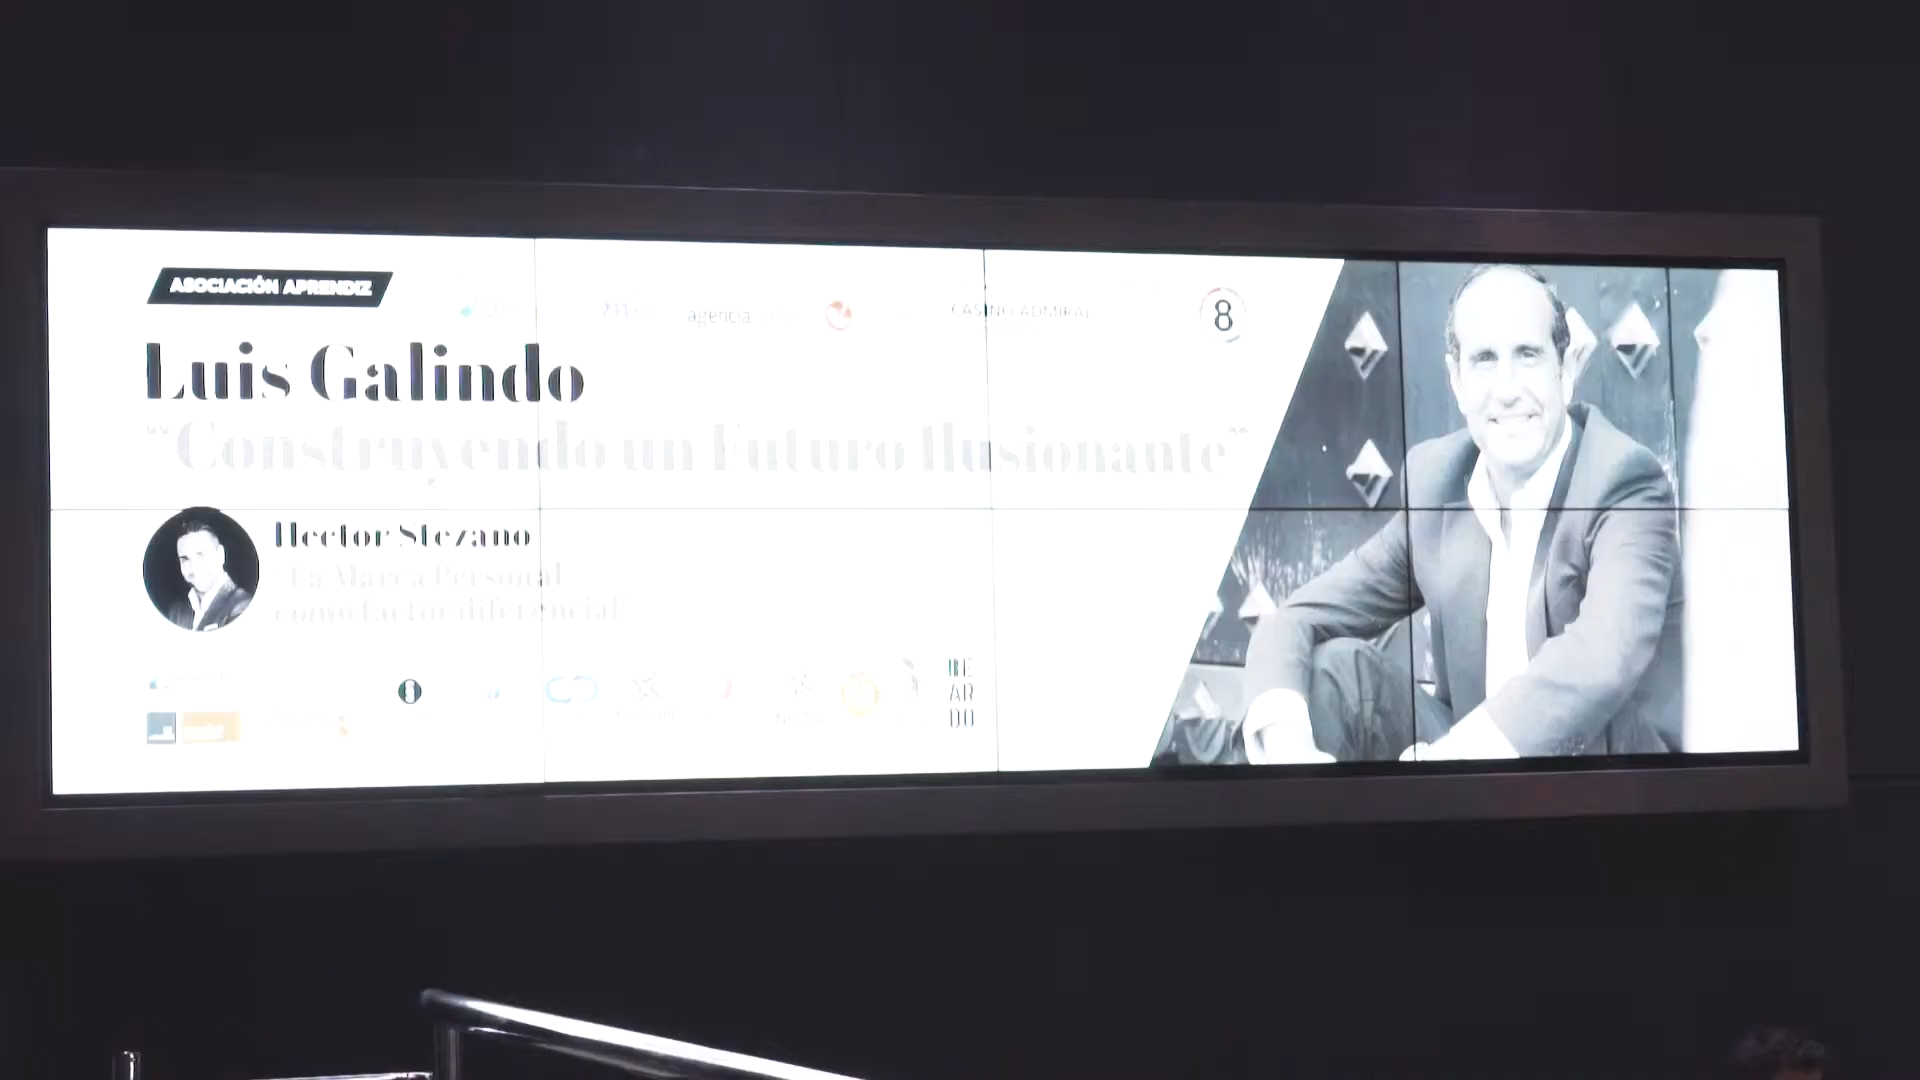 ASOCIACIÓN APRENDIZ
agencia
CASINO ADMIRAL
8
Luis Galindo
“Construyendo un Futuro Ilusionante”
Hector Stezano
La Marca Personal
como factor diferencial
BE
AR
DO